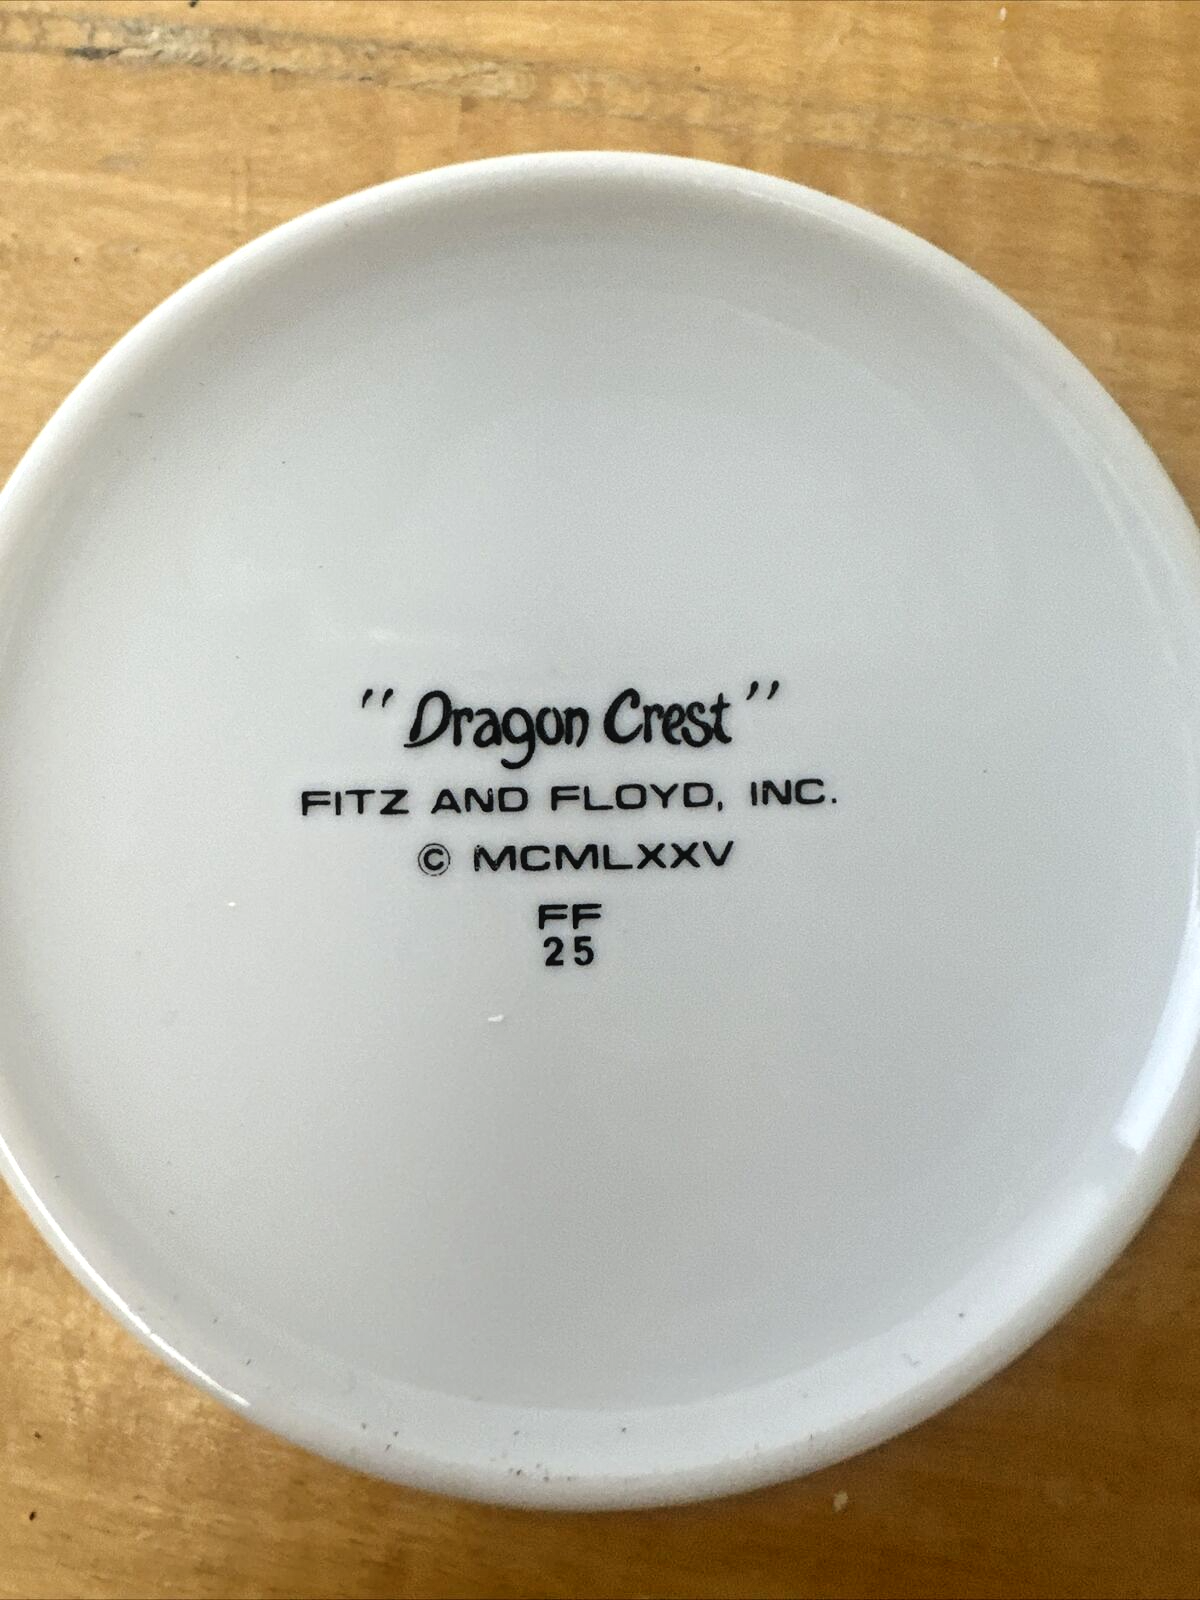 "Dragon Crest"
FITZ AND FLOYD, INC.
© MCMLXXV
FF
25